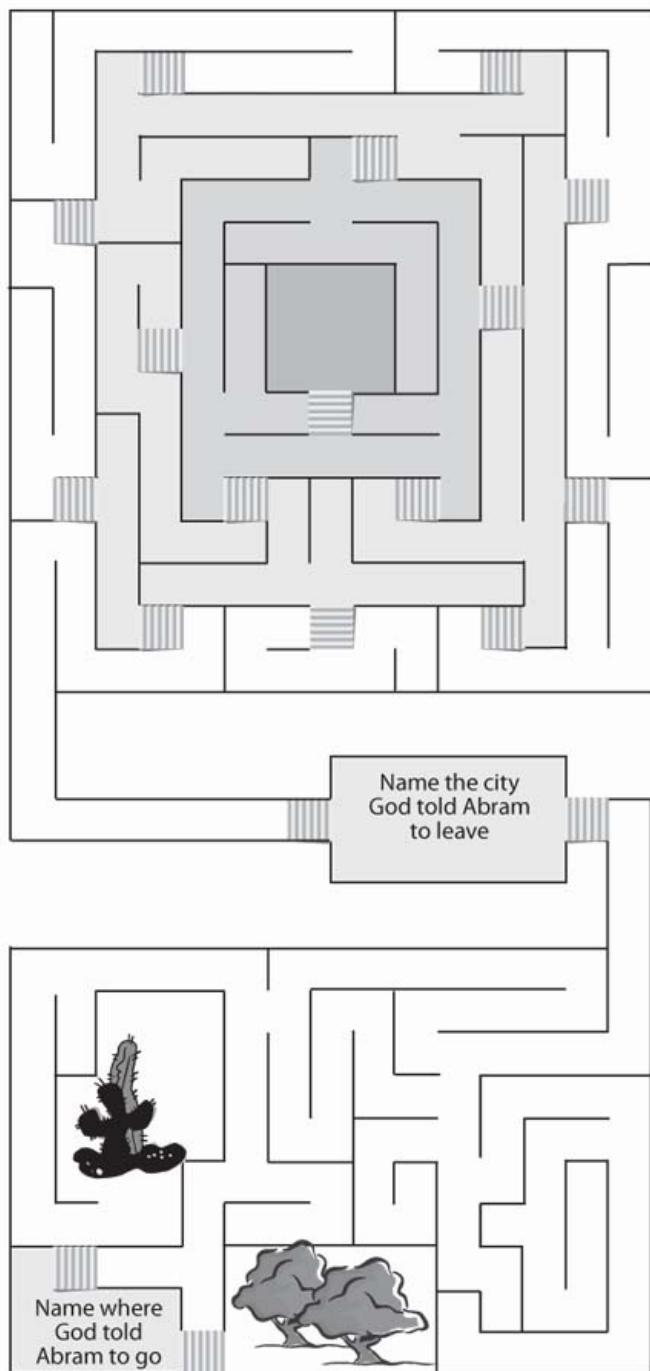 Name the city
God told Abram
to leave
Name where
God told
Abram to go